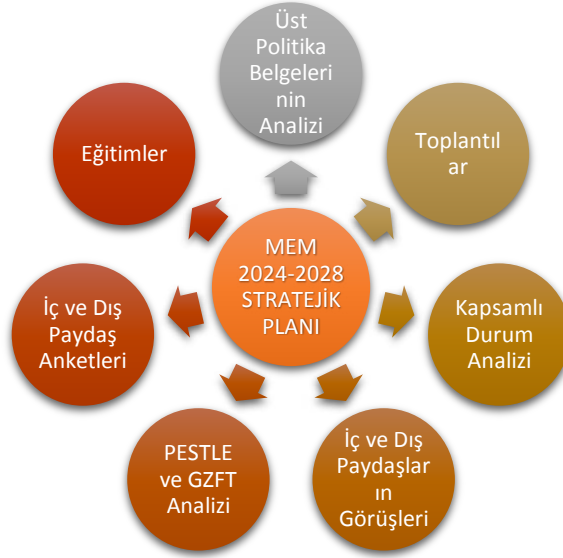 Üst
Politika
Belgeleri
nin
Analizi
Toplantıl
ar
Kapsamlı
Durum
Analizi
İç ve Dış
Paydaşlar
ın
Görüşleri
PESTLE
ve GZFT
Analizi
İç ve Dış
Paydaş
Anketleri
Eğitimler
MEM
2024-2028
STRATEJİK
PLANI